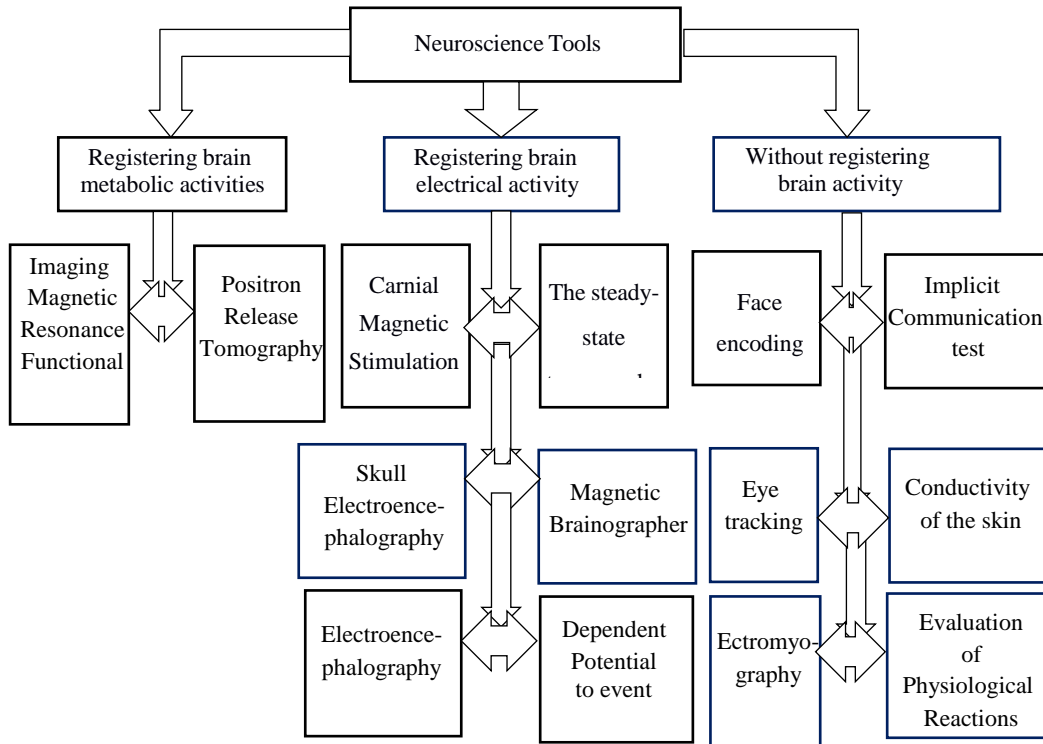 Neuroscience Tools
Registering brain
metabolic activities
Registering brain
electrical activity
Without registering
brain activity
Imaging
Magnetic
Resonance
Functional
Positron
Release
Tomography
Carnial
Magnetic
Stimulation
The steady-
state
Face
encoding
Implicit
Communication
test
Skull
Electroence-
phalography
Magnetic
Brainographer
Eye
tracking
Conductivity
of the skin
Electroence-
phalography
Dependent
Potential
to event
Ectromyo-
graphy
Evaluation
of
Physiological
Reactions